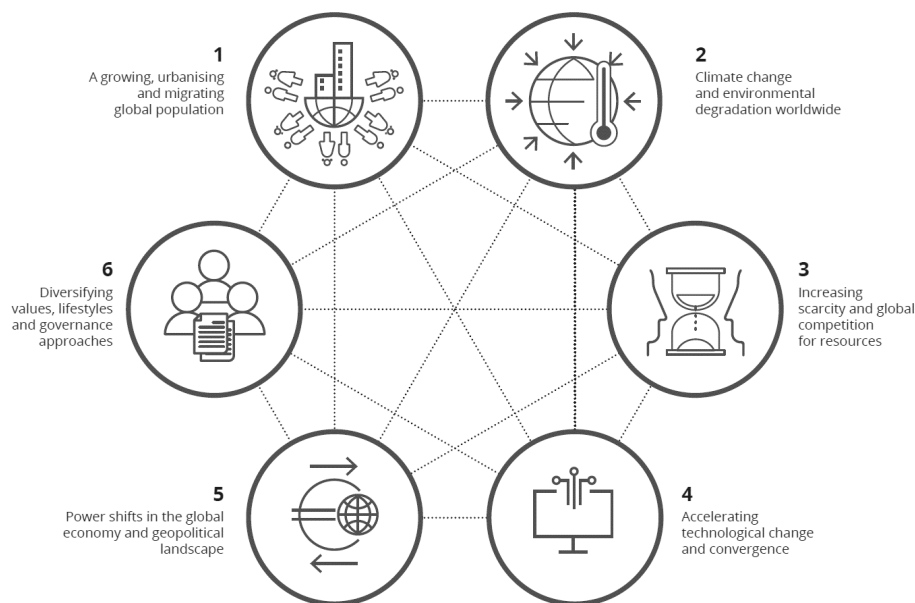 1
A growing, urbanising
and migrating
global population
2
Climate change
and environmental
degradation worldwide
3
Increasing
scarcity and global
competition
for resources
4
Accelerating
technological change
and convergence
5
Power shifts in the global
economy and geopolitical
landscape
6
Diversifying
values, lifestyles
and governance
approaches